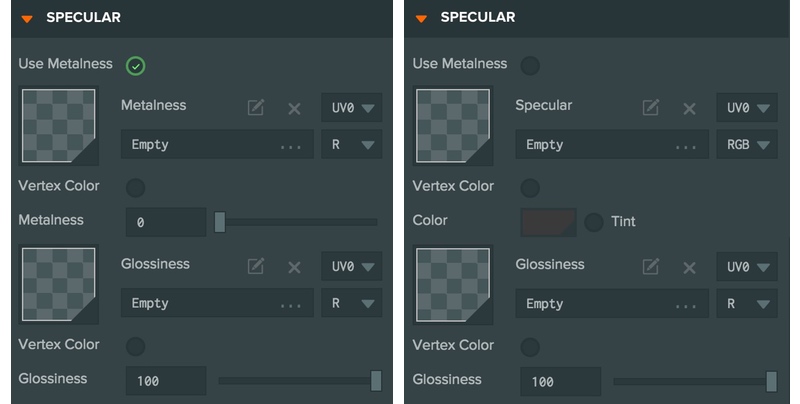 SPECULAR
Use Metalness
Metalness UV0
Empty ... R
Vertex Color
Metalness 0
Glossiness UV0
Empty ... R
Vertex Color
Glossiness 100
SPECULAR
Use Metalness
Specular UV0
Empty ... RGB
Vertex Color
Color Tint
Glossiness UV0
Empty ... R
Vertex Color
Glossiness 100